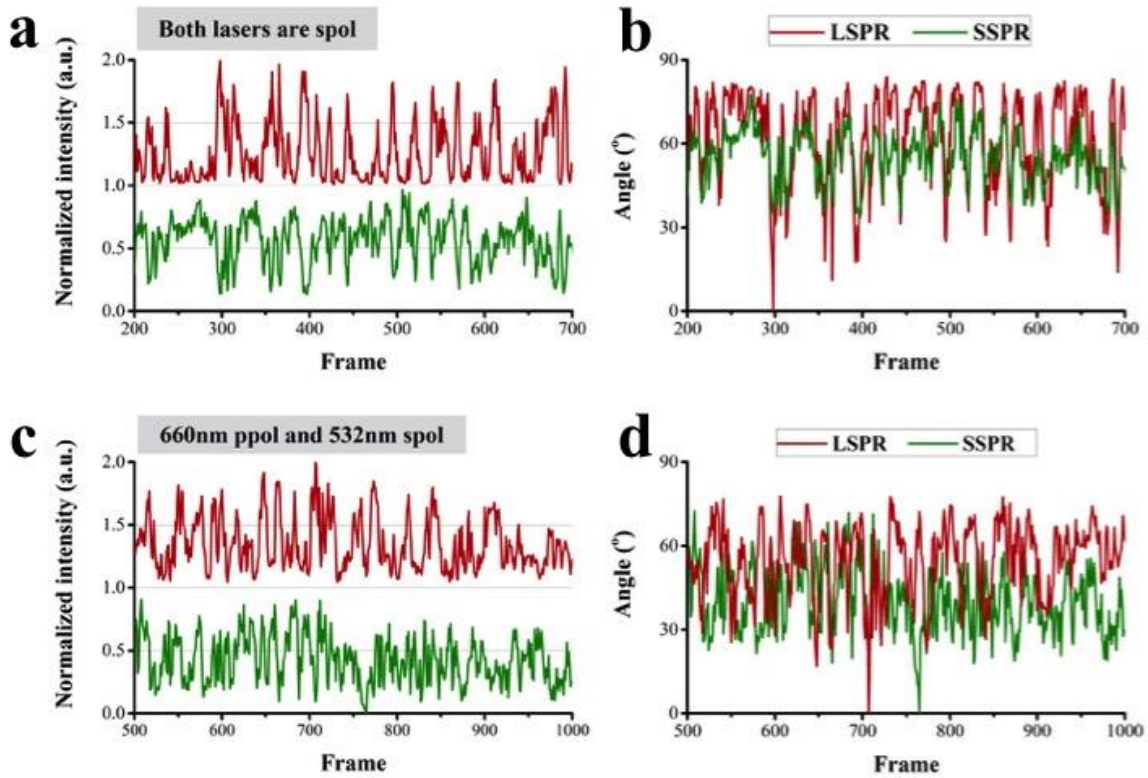 a
Both lasers are spol
Normalized intensity (a.u.)
2.0
1.5
1.0
0.5
0.0
200 300 400 500 600 700
Frame
b
LSPR SSPR
Angle (°)
90
60
30
0
200 300 400 500 600 700
Frame
c
660nm ppol and 532nm spol
Normalized intensity (a.u.)
2.0
1.5
1.0
0.5
0.0
500 600 700 800 900 1000
Frame
d
LSPR SSPR
Angle (°)
90
60
30
0
500 600 700 800 900 1000
Frame